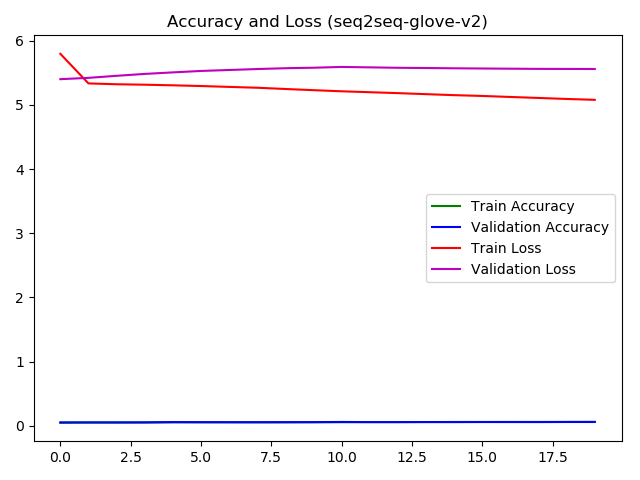 Accuracy and Loss (seq2seq-glove-v2)
6
5
4
3
2
1
0
Train Accuracy
Validation Accuracy
Train Loss
Validation Loss
0.0 2.5 5.0 7.5 10.0 12.5 15.0 17.5